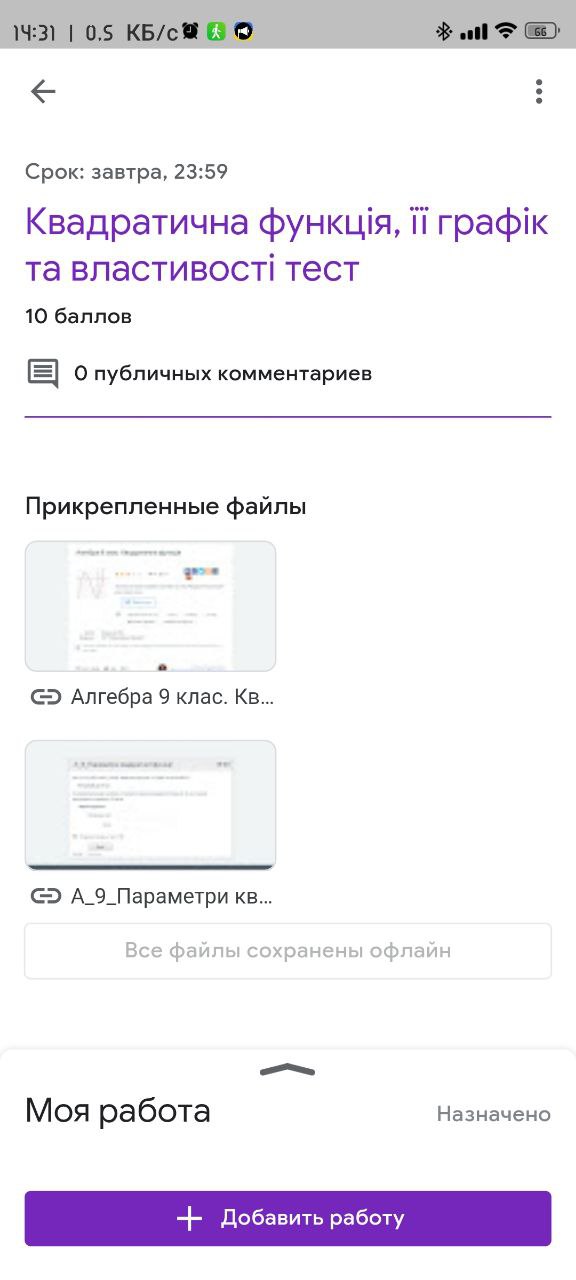 14:31 | 0,5 КБ/с
66
Срок: завтра, 23:59
Квадратична функція, її графік
та властивості тест
10 баллов
0 публичных комментариев
Прикрепленные файлы
Алгебра 9 клас. Кв...
А_9_Параметри кв...
Все файлы сохранены офлайн
Моя работа
Назначено
Добавить работу